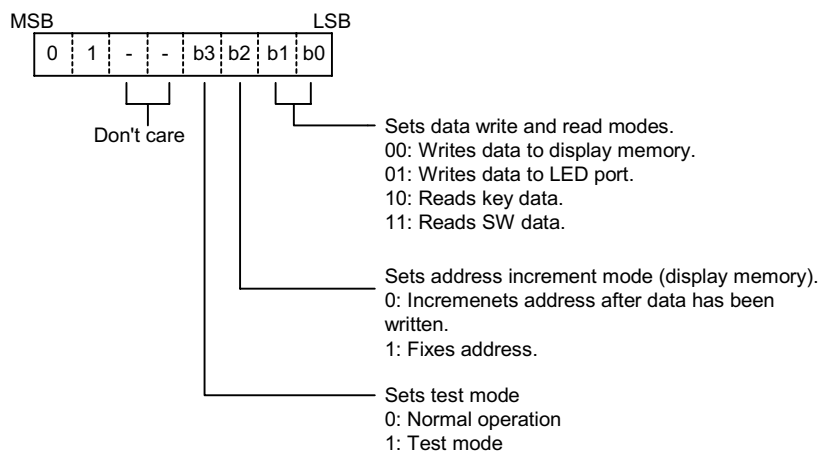 MSB LSB
0 1 - - b3 b2 b1 b0
Don't care
Sets data write and read modes.
00: Writes data to display memory.
01: Writes data to LED port.
10: Reads key data.
11: Reads SW data.
Sets address increment mode (display memory).
0: Incremenets address after data has been
written.
1: Fixes address.
Sets test mode
0: Normal operation
1: Test mode